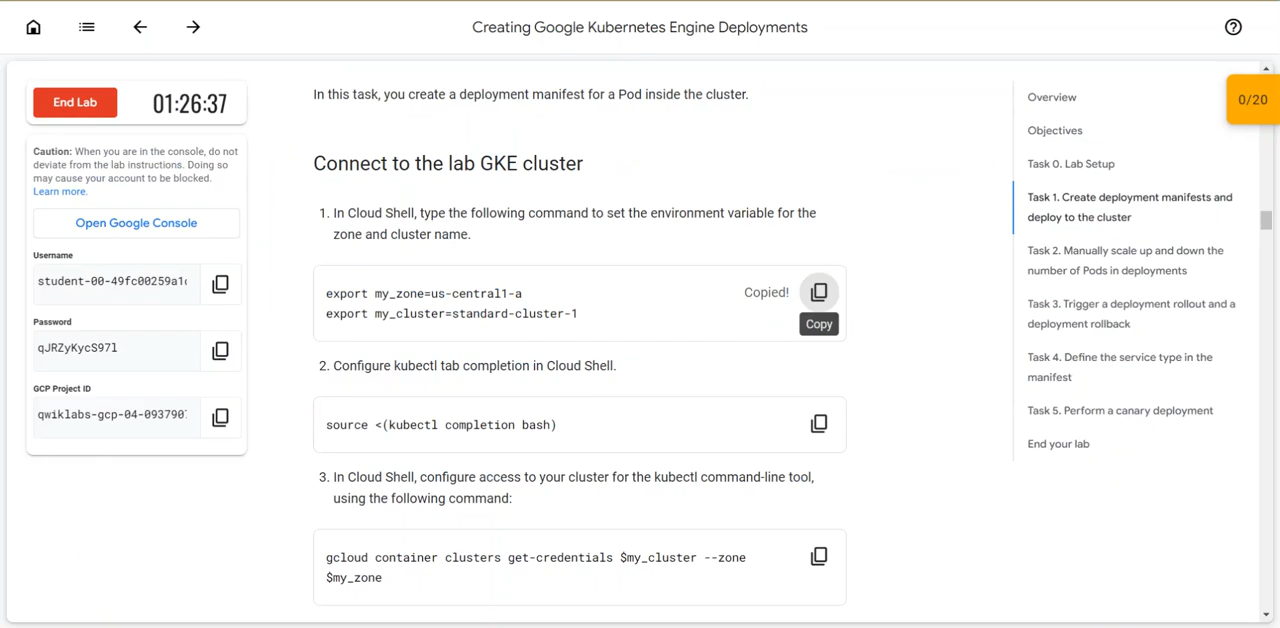 Creating Google Kubernetes Engine Deployments
End Lab
01:26:37
Caution: When you are in the console, do not
deviate from the lab instructions. Doing so
may cause your account to be blocked.
Learn more.
Open Google Console
Username
student-00-49fc00259a1
Password
qJRZyKycS97l
GCP Project ID
qwiklabs-gcp-04-093790
In this task, you create a deployment manifest for a Pod inside the cluster.
Connect to the lab GKE cluster
1. In Cloud Shell, type the following command to set the environment variable for the
zone and cluster name.
export my_zone=us-central1-a
export my_cluster=standard-cluster-1
Copied!
Copy
2. Configure kubectl tab completion in Cloud Shell.
source <(kubectl completion bash)
3. In Cloud Shell, configure access to your cluster for the kubectl command-line tool,
using the following command:
gcloud container clusters get-credentials $my_cluster --zone
$my_zone
Overview
Objectives
Task 0. Lab Setup
Task 1. Create deployment manifests and
deploy to the cluster
Task 2. Manually scale up and down the
number of Pods in deployments
Task 3. Trigger a deployment rollout and a
deployment rollback
Task 4. Define the service type in the
manifest
Task 5. Perform a canary deployment
End your lab
0/20